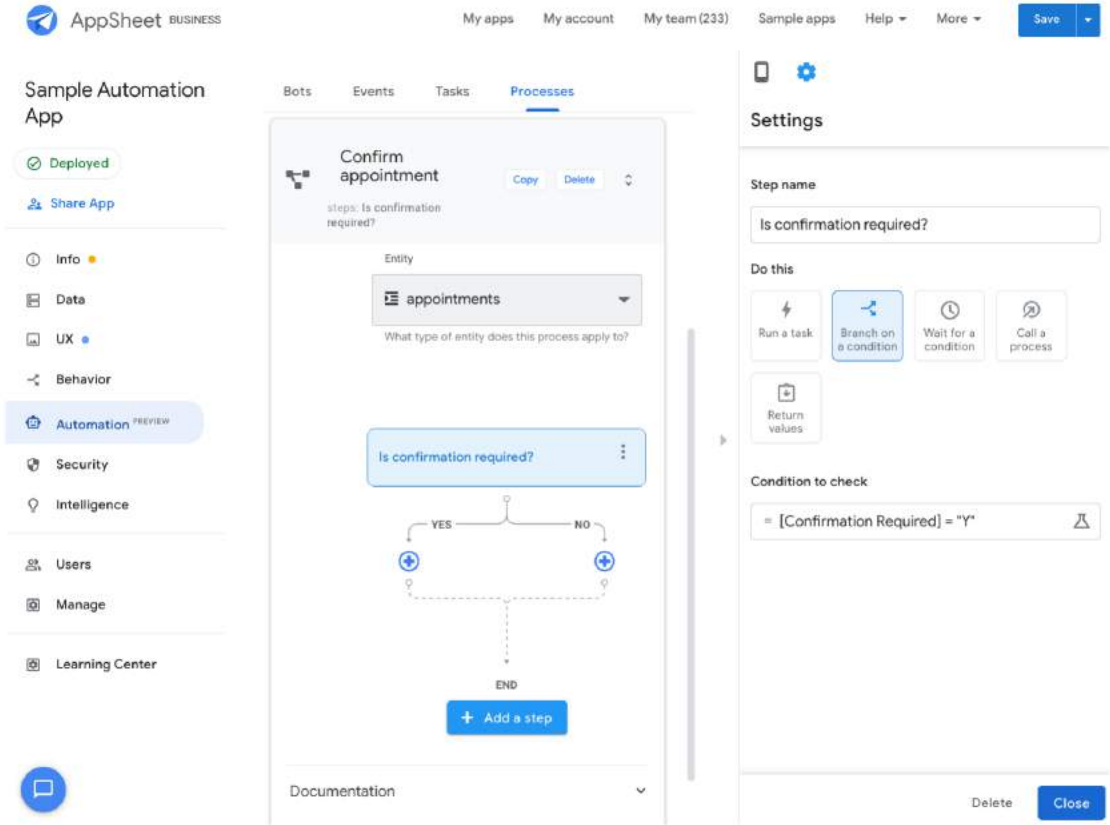 AppSheet BUSINESS
My apps My account My team (233) Sample apps Help More Save
Sample Automation
App
Deployed
Share App
Info
Data
UX
Behavior
Automation PREVIEW
Security
Intelligence
Users
Manage
Learning Center
Bots Events Tasks Processes
Confirm
appointment
Copy Delete
steps: Is confirmation
required?
Entity
appointments
What type of entity does this process apply to?
Is confirmation required?
YES NO
END
+ Add a step
Documentation
Settings
Step name
Is confirmation required?
Do this
Run a task
Branch on
a condition
Wait for a
condition
Call a
process
Return
values
Condition to check
= [Confirmation Required] = "Y"
Delete Close